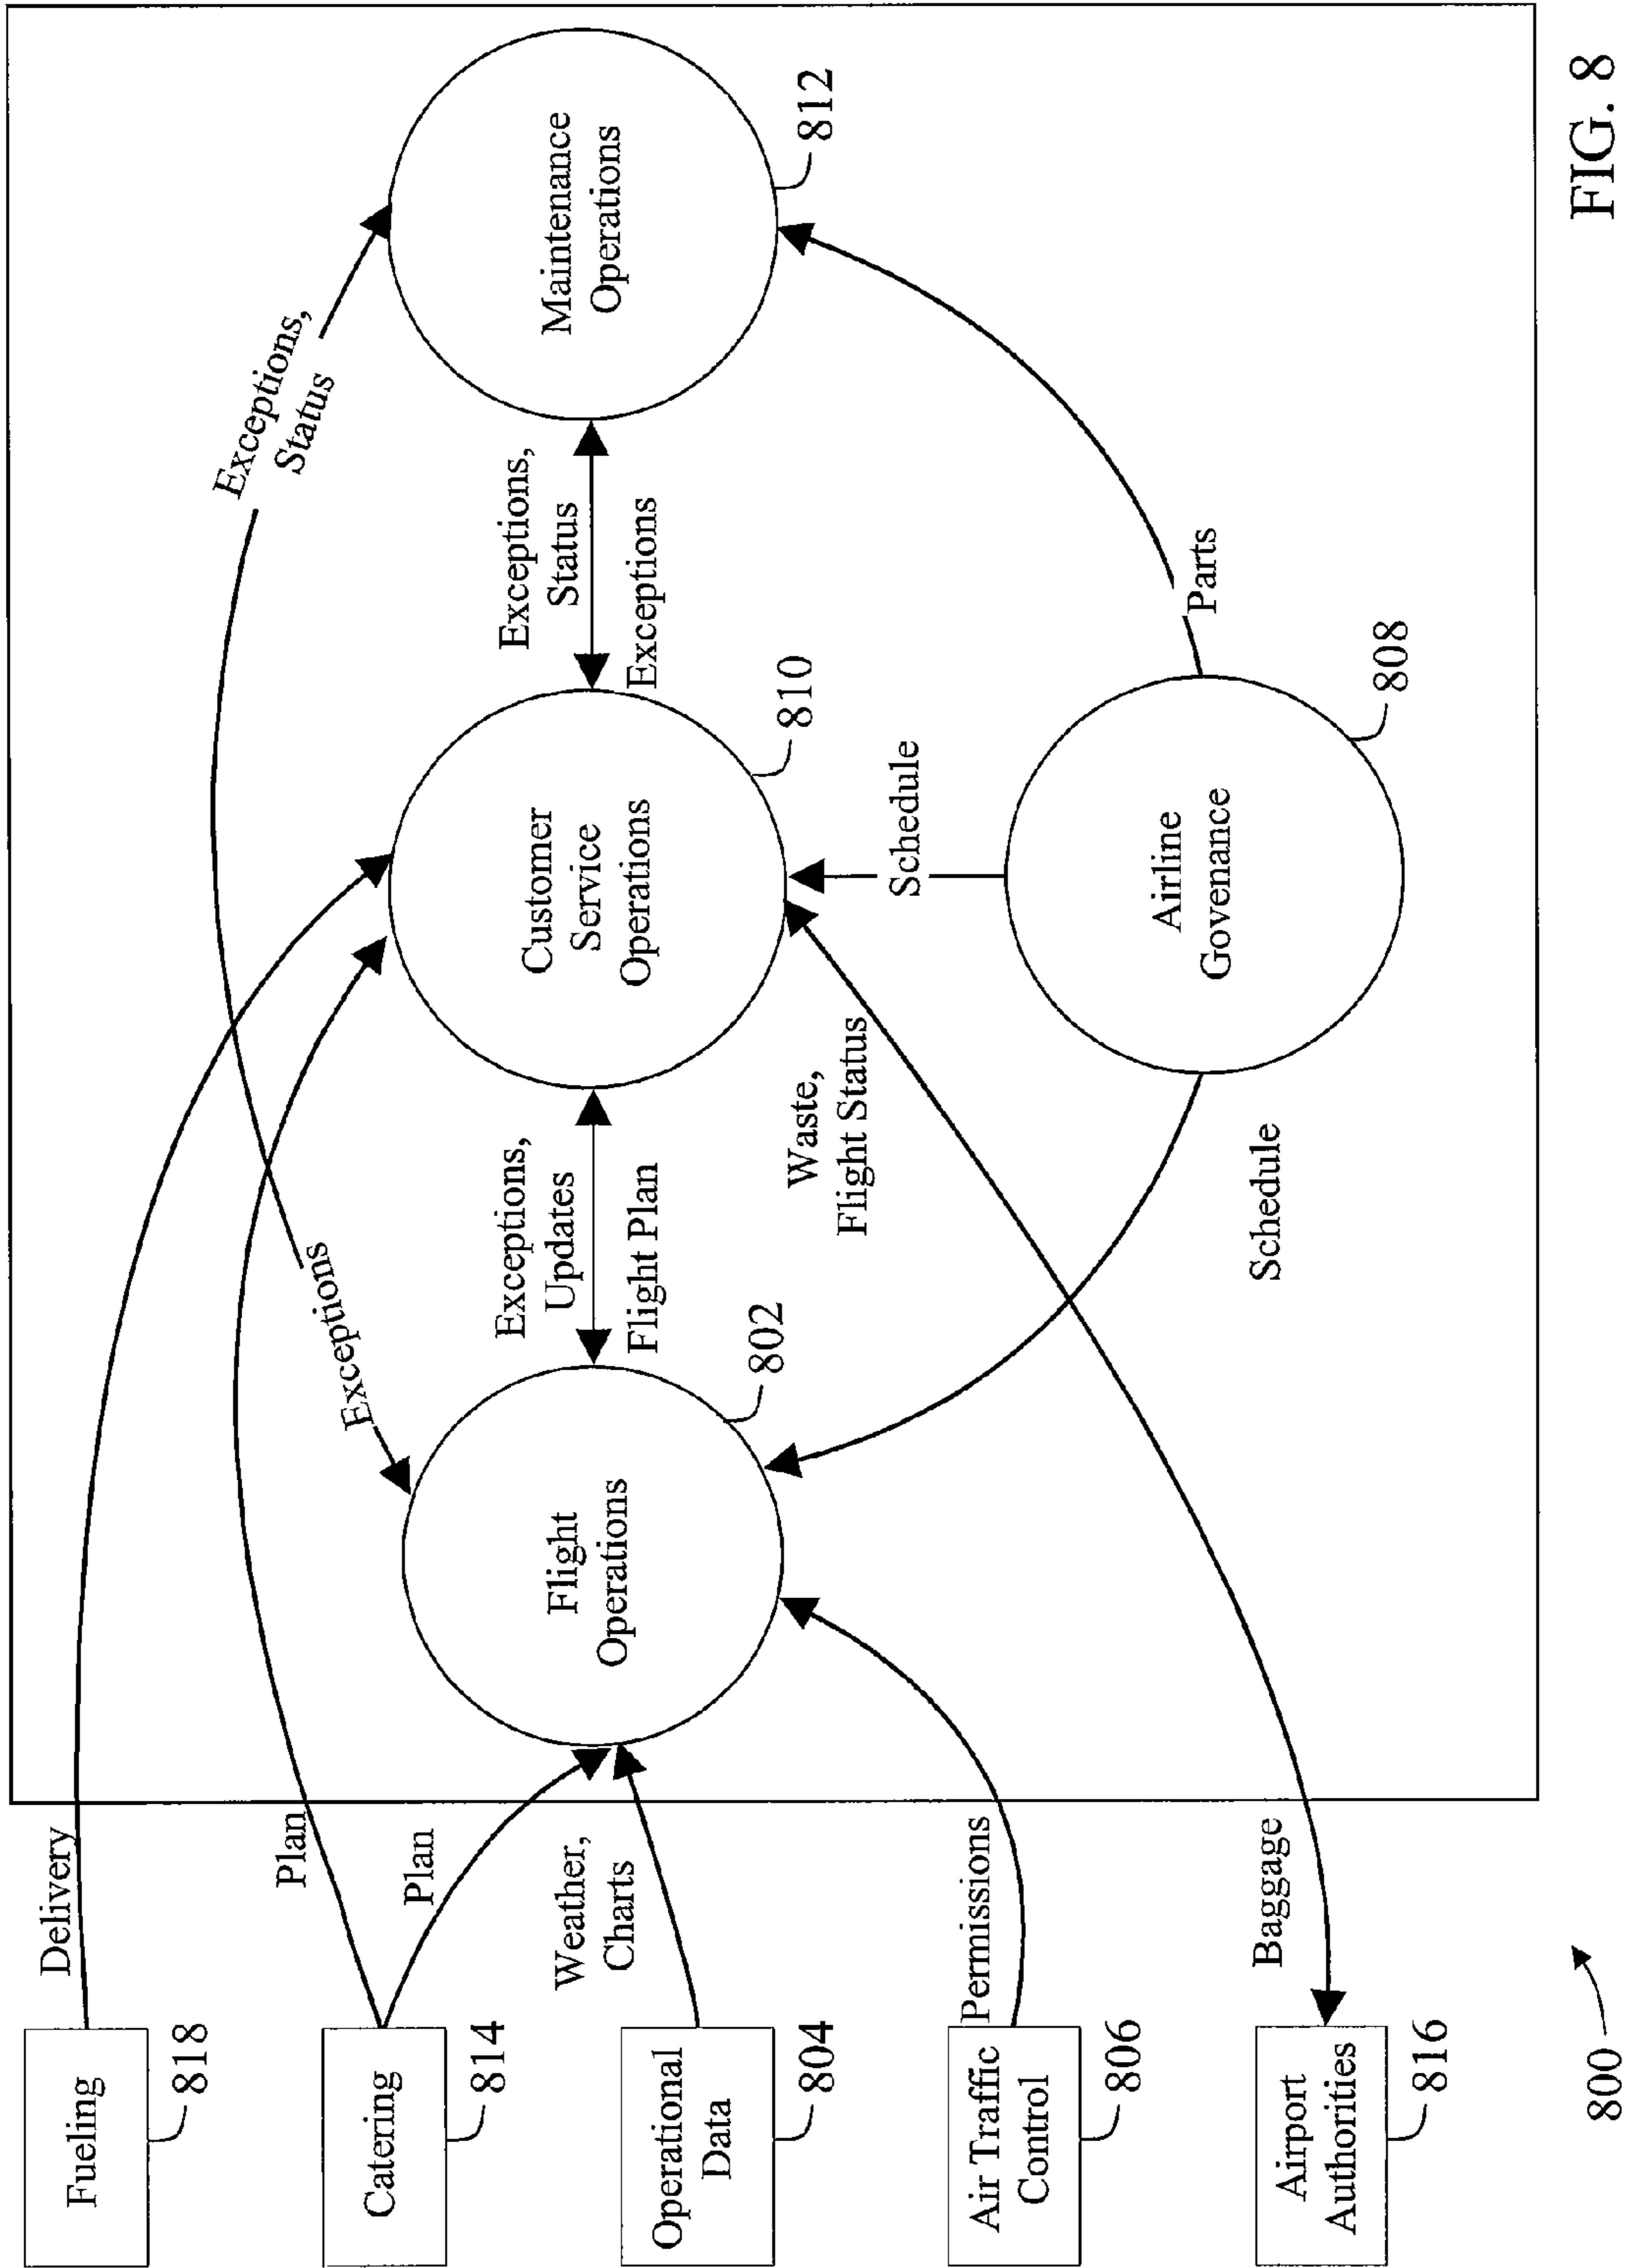 Fueling
818
Catering
814
Operational
Data
804
Air Traffic
Control
806
Airport
Authorities
816
Delivery
Plan
Plan
Weather,
Charts
Permissions
Baggage
Exceptions
Flight
Operations
802
Exceptions,
Updates
Flight Plan
Waste,
Flight Status
Schedule
Customer
Service
Operations
810
Schedule
Airline
Govenance
808
Exceptions,
Status
Exceptions,
Status
Exceptions
Parts
Maintenance
Operations
812
800
FIG. 8